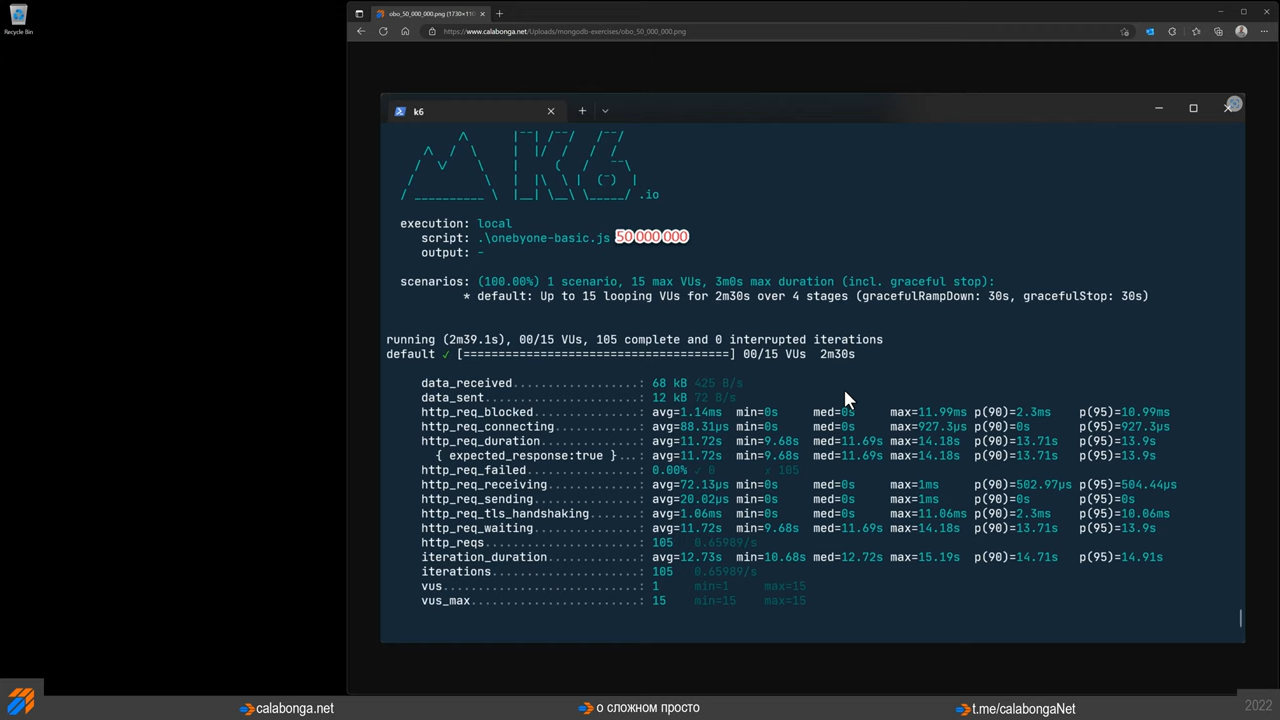 Recycle Bin
obo_50_000_000.png (1730×11
https://www.calabonga.net/Uploads/mongodb-exercises/obo_50_000_000.png
k6
.io
execution: local
script: .\onebyone-basic.js 50 000 000
output: -
scenarios: (100.00%) 1 scenario, 15 max VUs, 3m0s max duration (incl. graceful stop):
* default: Up to 15 looping VUs for 2m30s over 4 stages (gracefulRampDown: 30s, gracefulStop: 30s)
running (2m39.1s), 00/15 VUs, 105 complete and 0 interrupted iterations
default ✓ [======================================] 00/15 VUs  2m30s
data_received..................: 68 kB 425 B/s
data_sent......................: 12 kB 72 B/s
http_req_blocked...............: avg=1.14ms min=0s med=0s max=11.99ms p(90)=2.3ms p(95)=10.99ms
http_req_connecting............: avg=88.31µs min=0s med=0s max=927.3µs p(90)=0s p(95)=927.3µs
http_req_duration..............: avg=11.72s min=9.68s med=11.69s max=14.18s p(90)=13.71s p(95)=13.9s
{ expected_response:true }...: avg=11.72s min=9.68s med=11.69s max=14.18s p(90)=13.71s p(95)=13.9s
http_req_failed................: 0.00% ✓ 0 x 105
http_req_receiving.............: avg=72.13µs min=0s med=0s max=1ms p(90)=502.97µs p(95)=504.44µs
http_req_sending...............: avg=20.02µs min=0s med=0s max=1ms p(90)=0s p(95)=0s
http_req_tls_handshaking.......: avg=1.06ms min=0s med=0s max=11.06ms p(90)=2.3ms p(95)=10.06ms
http_req_waiting...............: avg=11.72s min=9.68s med=11.69s max=14.18s p(90)=13.71s p(95)=13.9s
http_reqs......................: 105 0.65989/s
iteration_duration.............: avg=12.73s min=10.68s med=12.72s max=15.19s p(90)=14.71s p(95)=14.91s
iterations.....................: 105 0.65989/s
vus............................: 1 min=1 max=15
vus_max........................: 15 min=15 max=15
calabonga.net
о сложном просто
t.me/calabongaNet
2022